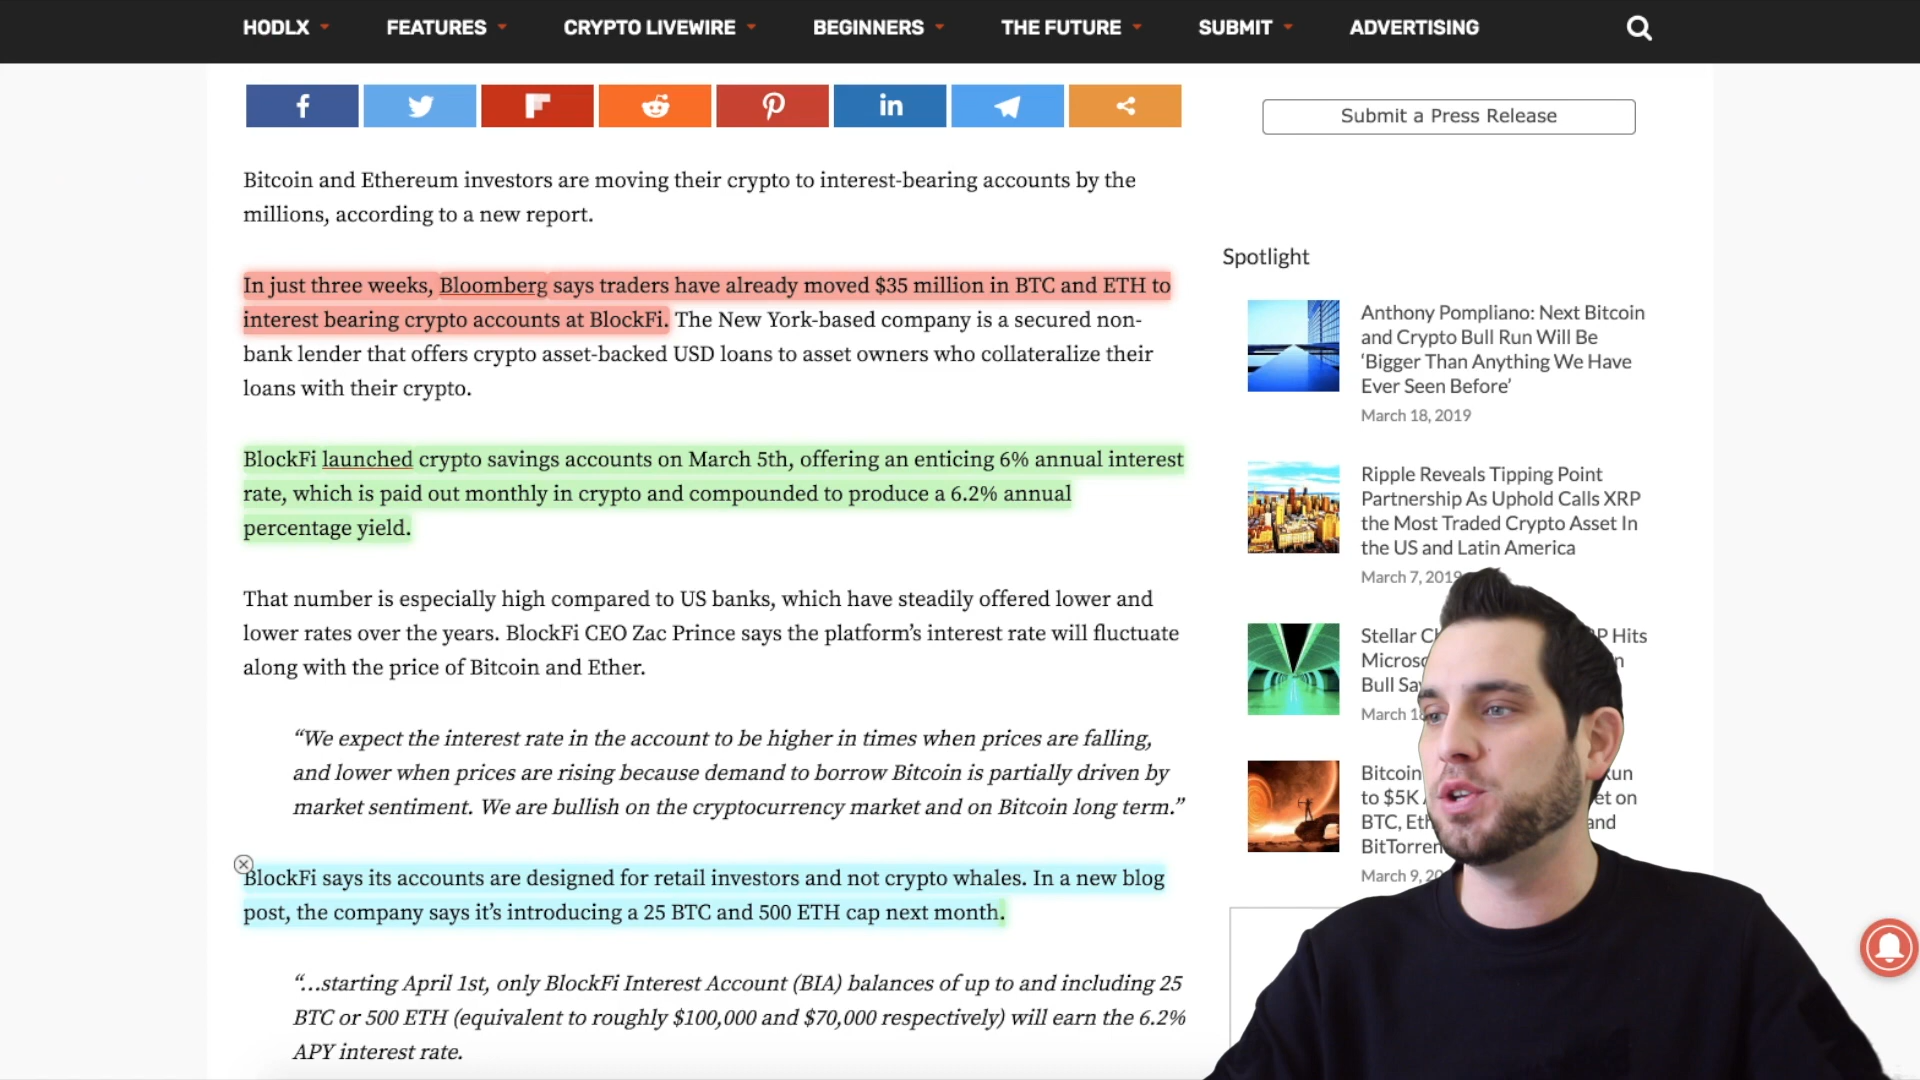 HODLX FEATURES CRYPTO LIVEWIRE BEGINNERS THE FUTURE SUBMIT ADVERTISING
Submit a Press Release
Bitcoin and Ethereum investors are moving their crypto to interest-bearing accounts by the
millions, according to a new report.
In just three weeks, Bloomberg says traders have already moved $35 million in BTC and ETH to
interest bearing crypto accounts at BlockFi. The New York-based company is a secured non-
bank lender that offers crypto asset-backed USD loans to asset owners who collateralize their
loans with their crypto.
BlockFi launched crypto savings accounts on March 5th, offering an enticing 6% annual interest
rate, which is paid out monthly in crypto and compounded to produce a 6.2% annual
percentage yield.
That number is especially high compared to US banks, which have steadily offered lower and
lower rates over the years. BlockFi CEO Zac Prince says the platform’s interest rate will fluctuate
along with the price of Bitcoin and Ether.
“We expect the interest rate in the account to be higher in times when prices are falling,
and lower when prices are rising because demand to borrow Bitcoin is partially driven by
market sentiment. We are bullish on the cryptocurrency market and on Bitcoin long term.”
BlockFi says its accounts are designed for retail investors and not crypto whales. In a new blog
post, the company says it’s introducing a 25 BTC and 500 ETH cap next month.
“…starting April 1st, only BlockFi Interest Account (BIA) balances of up to and including 25
BTC or 500 ETH (equivalent to roughly $100,000 and $70,000 respectively) will earn the 6.2%
APY interest rate.
Spotlight
Anthony Pompliano: Next Bitcoin
and Crypto Bull Run Will Be
‘Bigger Than Anything We Have
Ever Seen Before’
March 18, 2019
Ripple Reveals Tipping Point
Partnership As Uphold Calls XRP
the Most Traded Crypto Asset In
the US and Latin America
March 7, 2019
Stellar Hits
Bull
March
Bitcoin
to $5K et on
BTC, and
March 9,